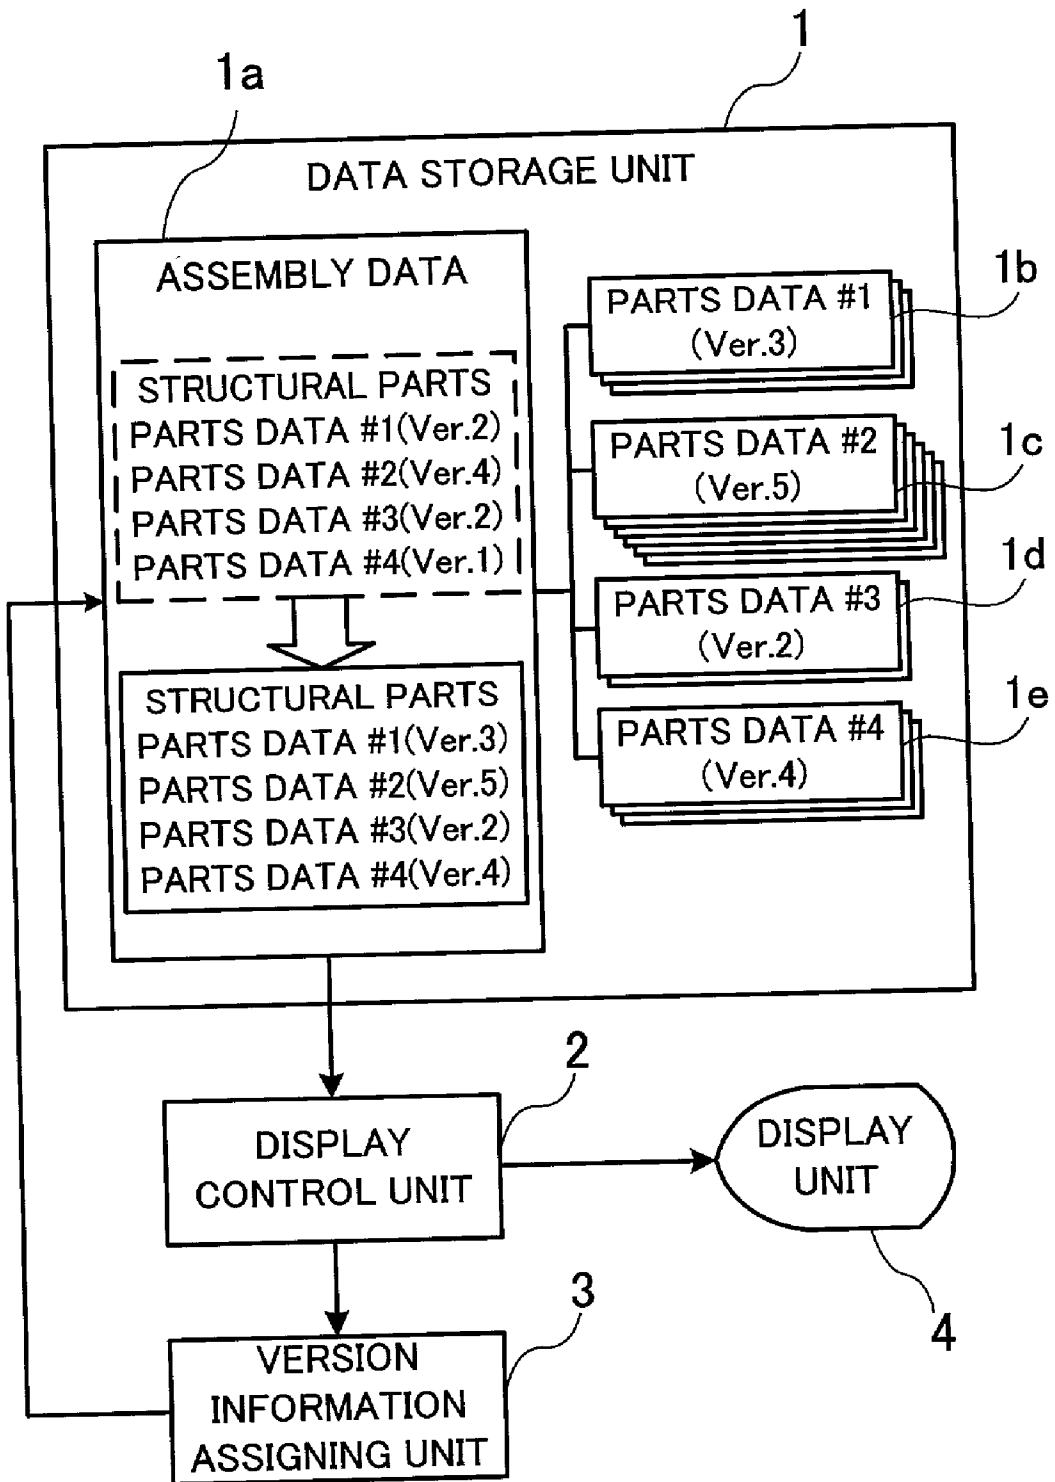 1
1a
DATA STORAGE UNIT
ASSEMBLY DATA
STRUCTURAL PARTS
PARTS DATA #1(Ver.2)
PARTS DATA #2(Ver.4)
PARTS DATA #3(Ver.2)
PARTS DATA #4(Ver.1)
STRUCTURAL PARTS
PARTS DATA #1(Ver.3)
PARTS DATA #2(Ver.5)
PARTS DATA #3(Ver.2)
PARTS DATA #4(Ver.4)
PARTS DATA #1
(Ver.3)
1b
PARTS DATA #2
(Ver.5)
1c
PARTS DATA #3
(Ver.2)
1d
PARTS DATA #4
(Ver.4)
1e
2
DISPLAY
CONTROL UNIT
DISPLAY
UNIT
4
3
VERSION
INFORMATION
ASSIGNING UNIT